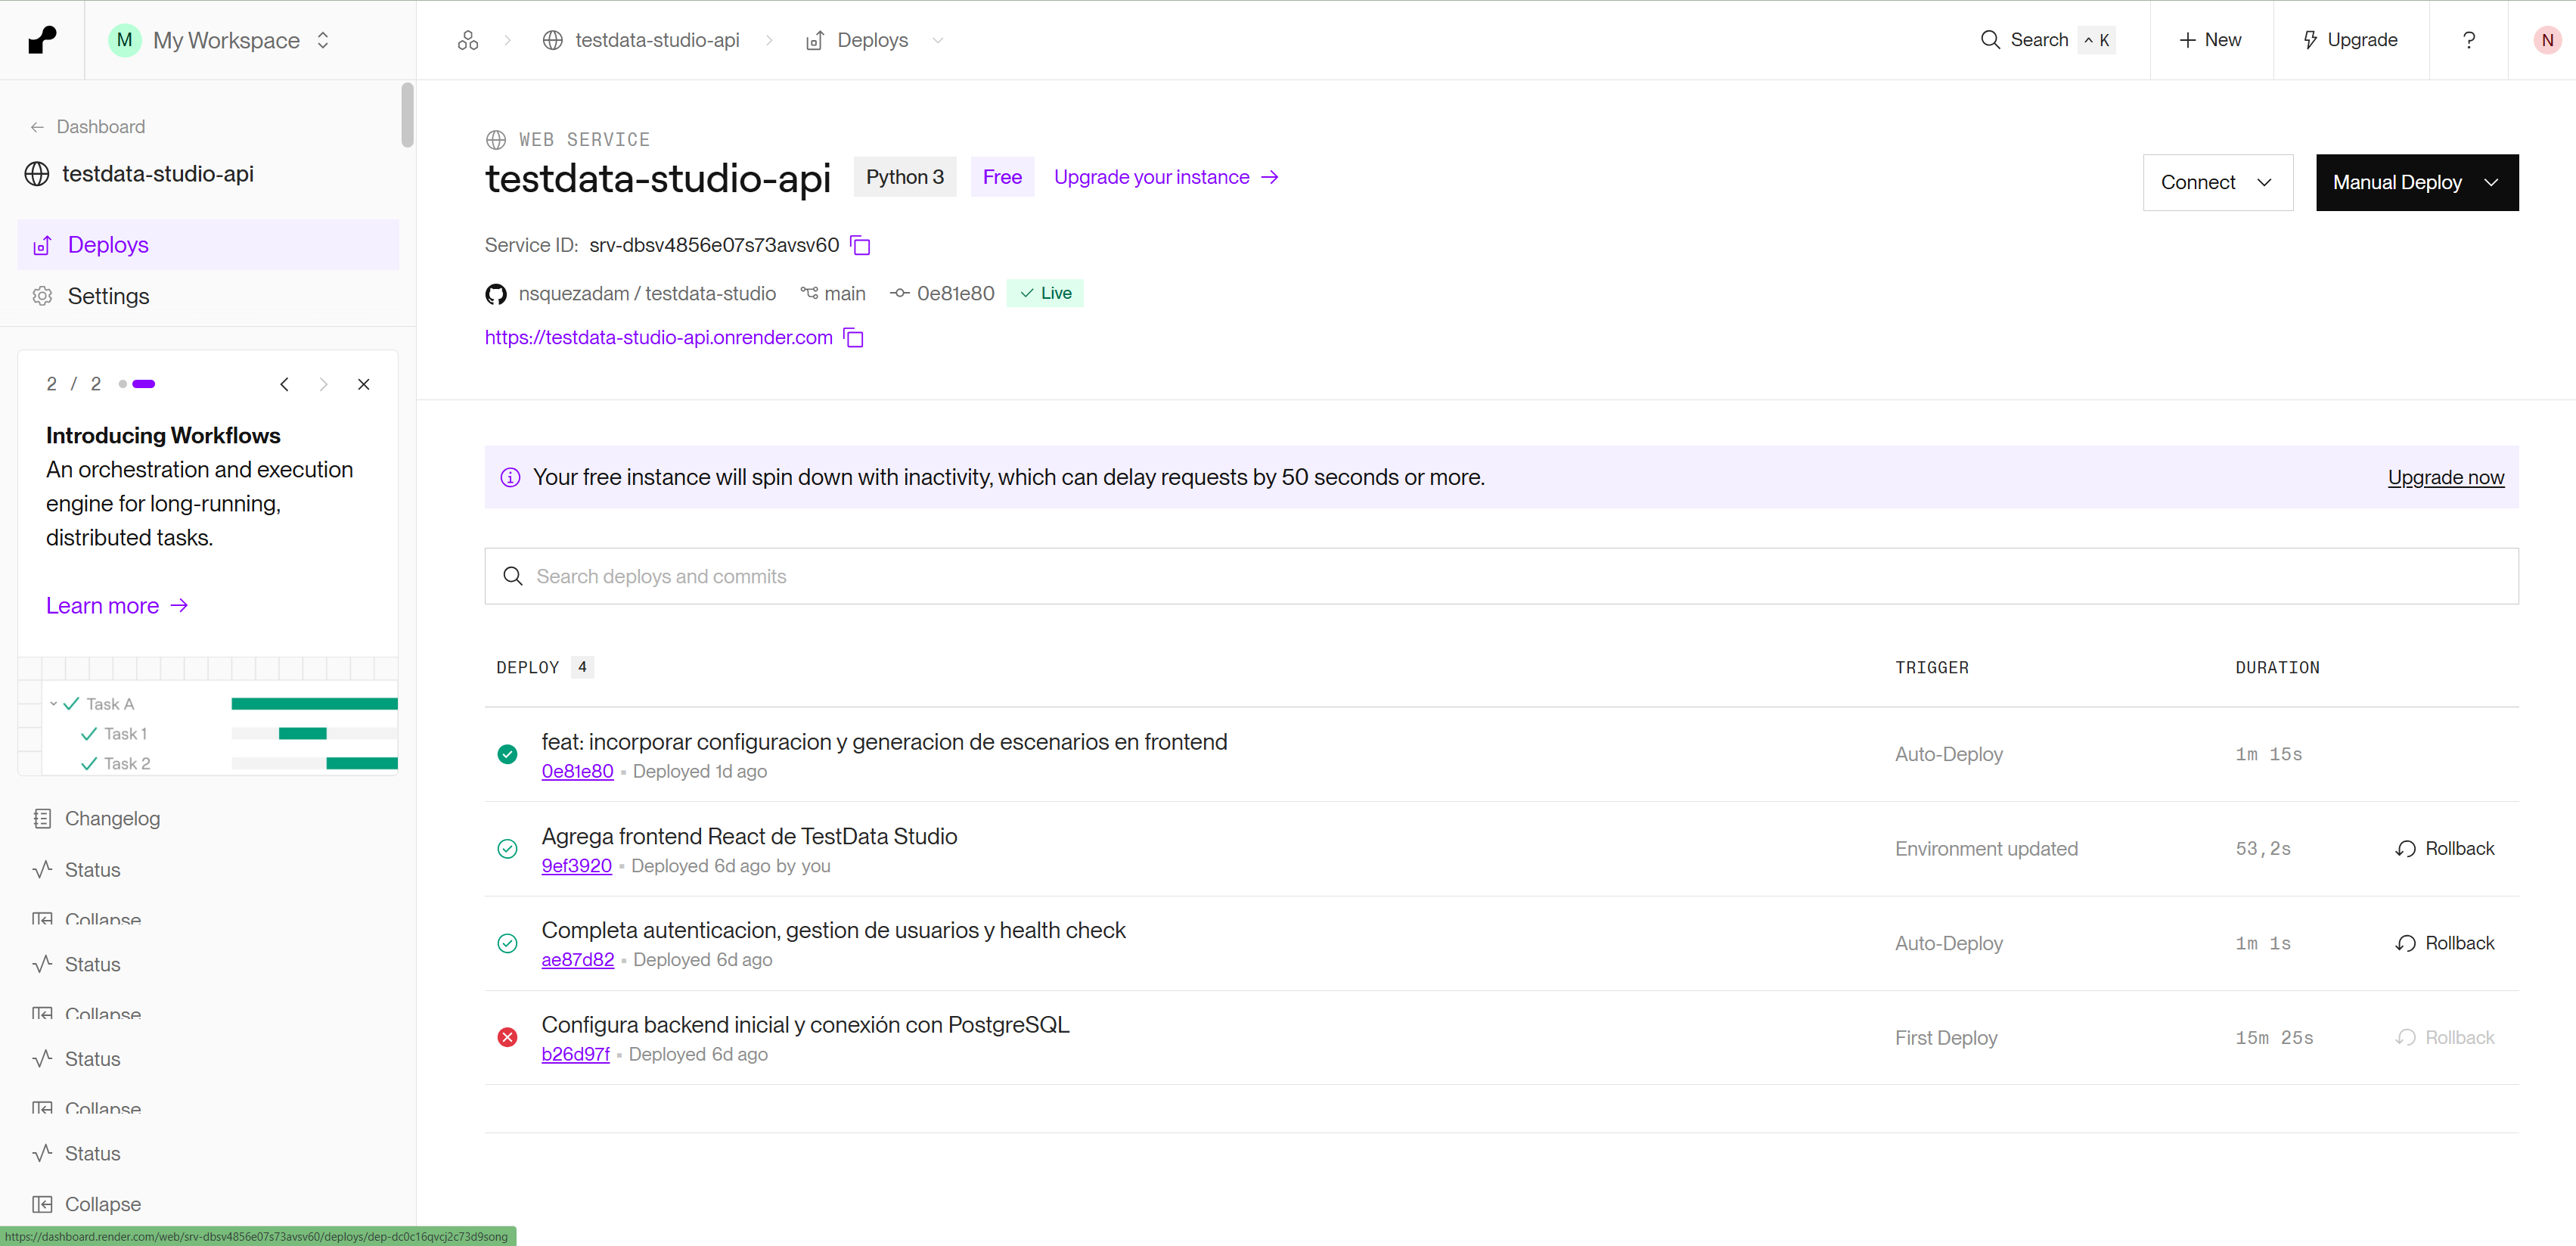 M My Workspace
testdata-studio-api
Deploys
Search ^ K
+ New
Upgrade
?
N
← Dashboard
testdata-studio-api
Deploys
Settings
2 / 2
Introducing Workflows
An orchestration and execution
engine for long-running,
distributed tasks.
Learn more →
Task A
Task 1
Task 2
Changelog
Status
Collapse
Status
Collapse
Status
Collapse
Status
Collapse
WEB SERVICE
testdata-studio-api Python 3 Free Upgrade your instance →
Connect
Manual Deploy
Service ID: srv-dbsv4856e07s73avsv60
nsquezadam / testdata-studio main 0e81e80 Live
https://testdata-studio-api.onrender.com
Your free instance will spin down with inactivity, which can delay requests by 50 seconds or more. Upgrade now
Search deploys and commits
DEPLOY 4 TRIGGER DURATION
feat: incorporar configuracion y generacion de escenarios en frontend
0e81e80 Deployed 1d ago
Auto-Deploy 1m 15s
Agrega frontend React de TestData Studio
9ef3920 Deployed 6d ago by you
Environment updated 53,2s Rollback
Completa autenticacion, gestion de usuarios y health check
ae87d82 Deployed 6d ago
Auto-Deploy 1m 1s Rollback
Configura backend inicial y conexión con PostgreSQL
b26d97f Deployed 6d ago
First Deploy 15m 25s Rollback
https://dashboard.render.com/web/srv-dbsv4856e07s73avsv60/deploys/dep-dc0c16qvcj2c73d9song